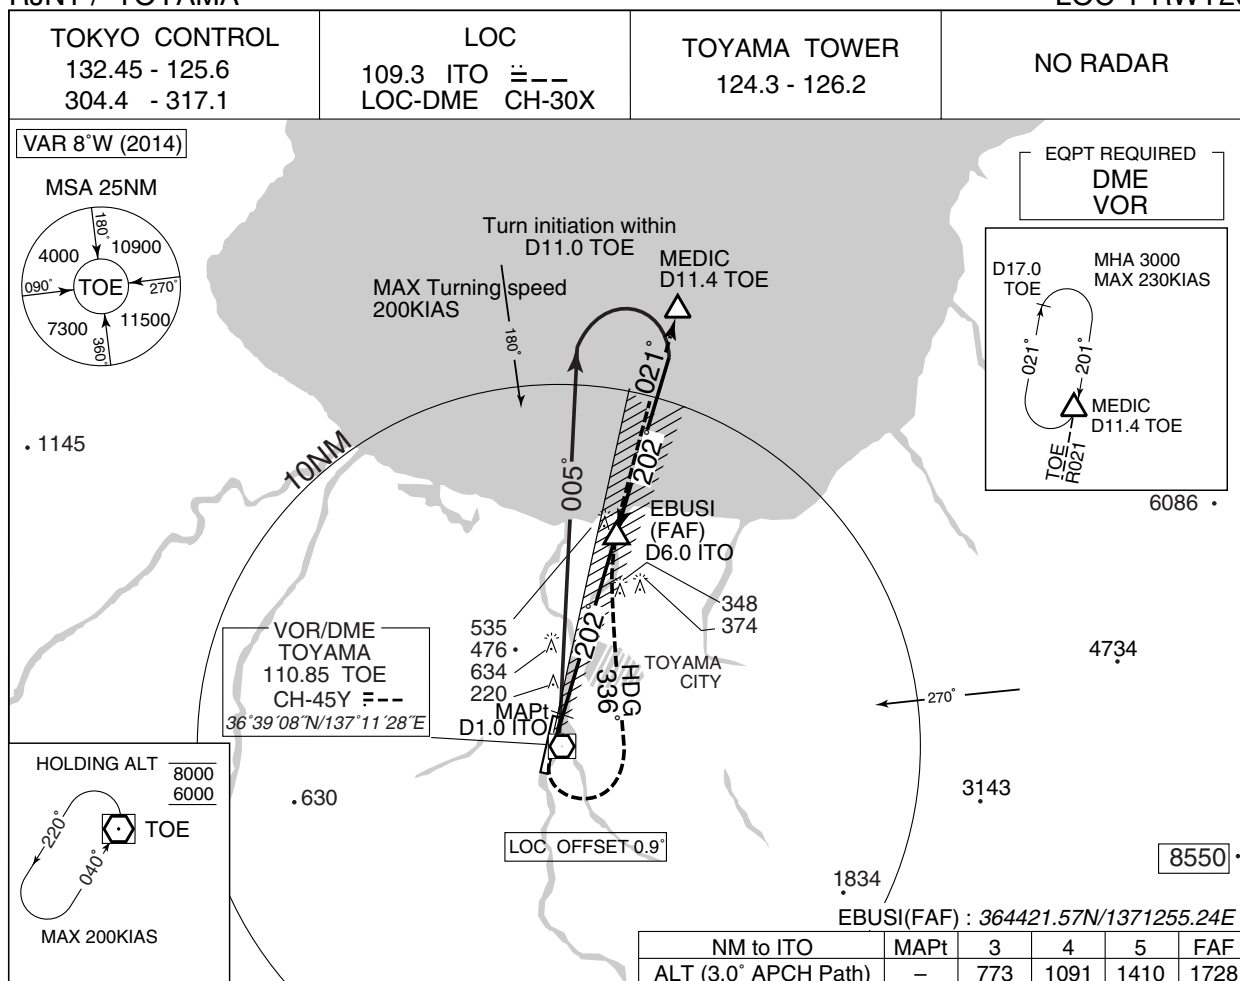 RJNT / TOYAMA
TOKYO CONTROL
132.45 - 125.6
304.4 - 317.1
LOC
109.3 ITO
LOC-DME CH-30X
TOYAMA TOWER
124.3 - 126.2
NO RADAR
VAR 8°W (2014)
MSA 25NM
180°
4000
10900
090°
TOE
270°
7300
11500
360°
EQPT REQUIRED
DME
VOR
Turn initiation within
D11.0 TOE
MEDIC
D11.4 TOE
MAX Turning speed
200KIAS
180°
D17.0
TOE
MHA 3000
MAX 230KIAS
021°
201°
MEDIC
D11.4 TOE
TOE
R021
021°
1145
10NM
005°
202°
6086
EBUSI
(FAF)
D6.0 ITO
348
374
535
476
634
220
202°
HDG
336°
TOYAMA
CITY
4734
VOR/DME
TOYAMA
110.85 TOE
CH-45Y
36°39´08˝N/137°11´28˝E
MAPt
D1.0 ITO
270°
HOLDING ALT
8000
6000
220°
040°
TOE
MAX 200KIAS
630
3143
LOC OFFSET 0.9°
8550
1834
EBUSI(FAF) : 364421.57N/1371255.24E
NM to ITO MAPt 3 4 5 FAF
ALT (3.0° APCH Path) – 773 1091 1410 1728